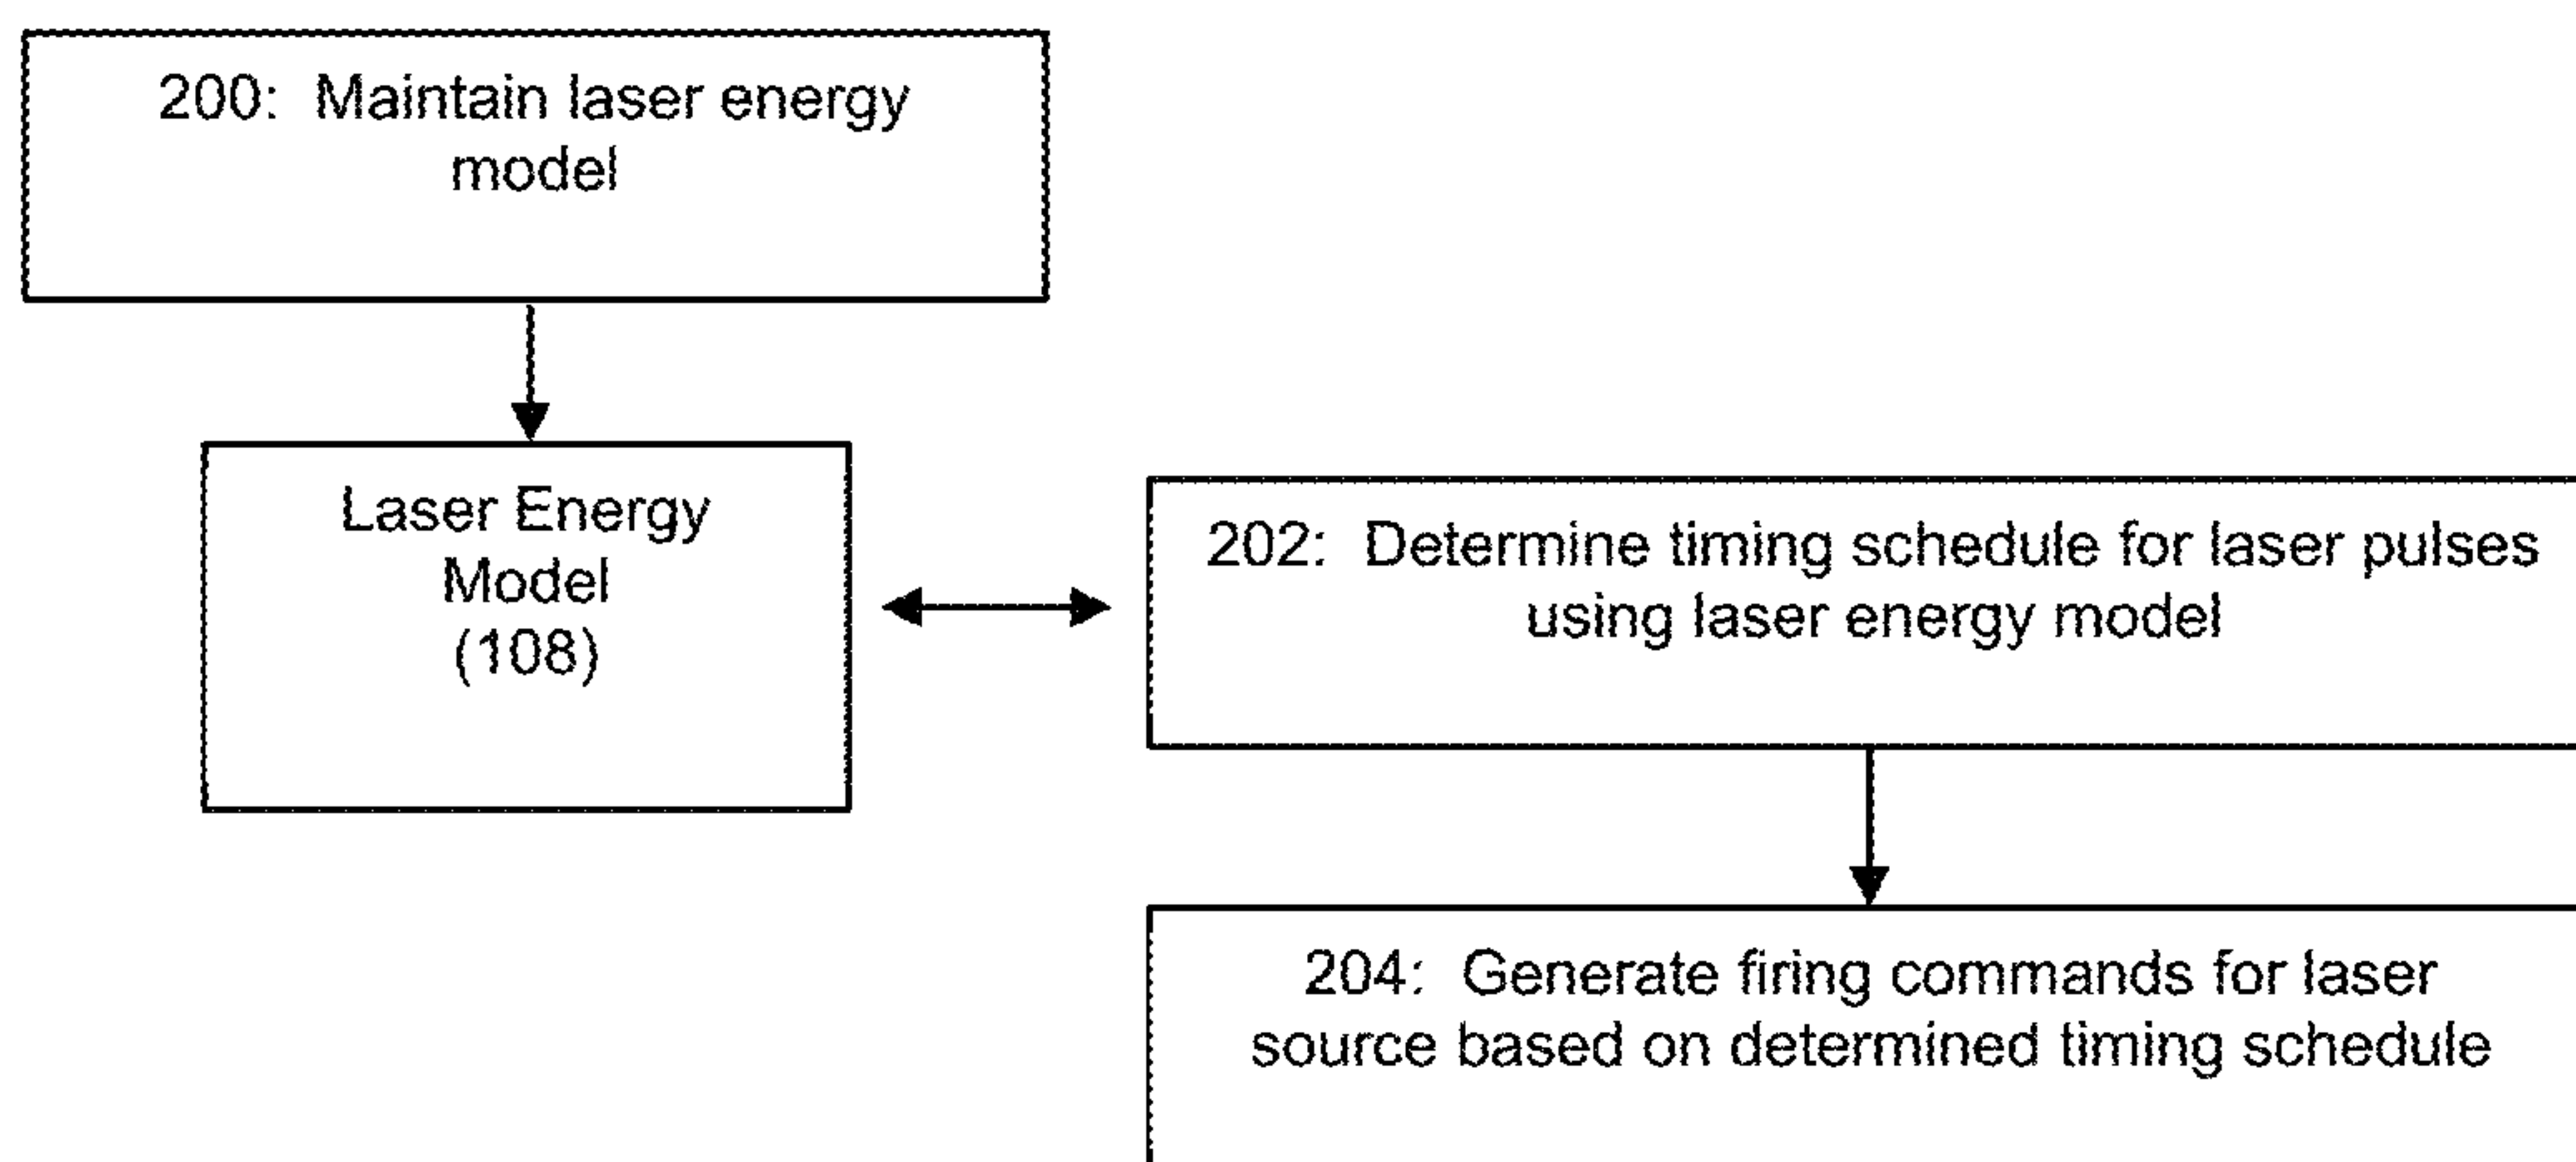 200:  Maintain laser energy
model
Laser Energy
Model
(108)
202:  Determine timing schedule for laser pulses
using laser energy model
204:  Generate firing commands for laser
source based on determined timing schedule